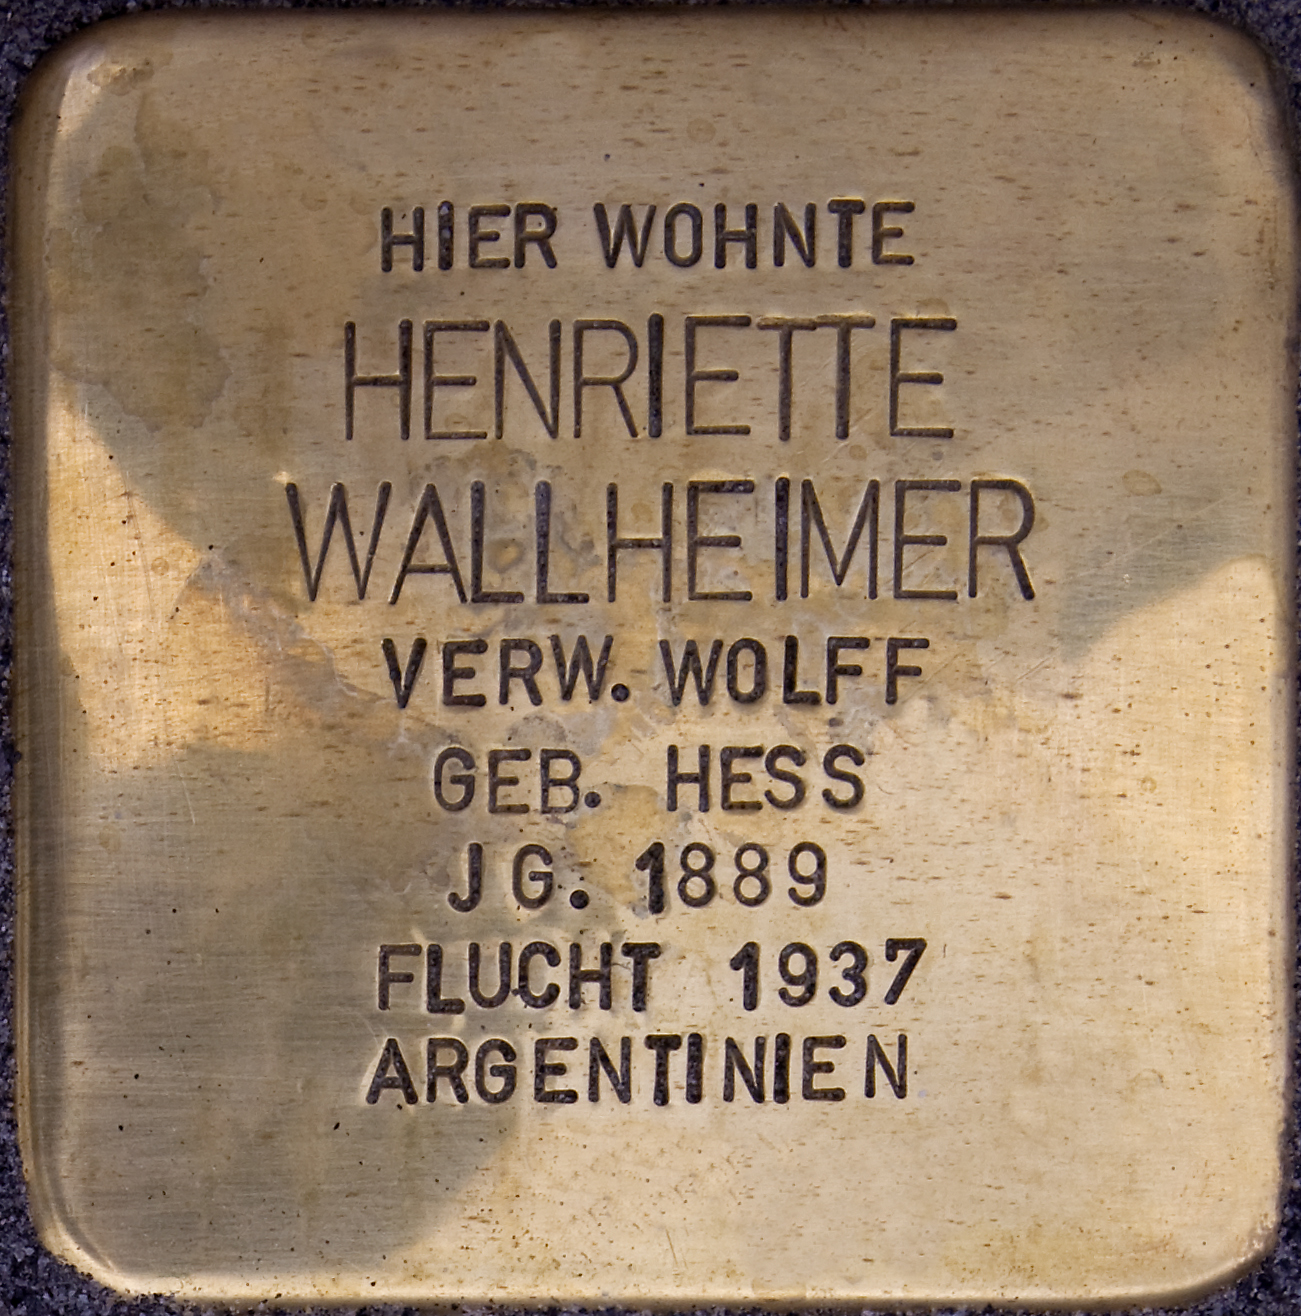 HIER WOHNTE
HENRIETTE
WALLHEIMER
VERW. WOLFF
GEB. HESS
JG. 1889
FLUCHT 1937
ARGENTINIEN